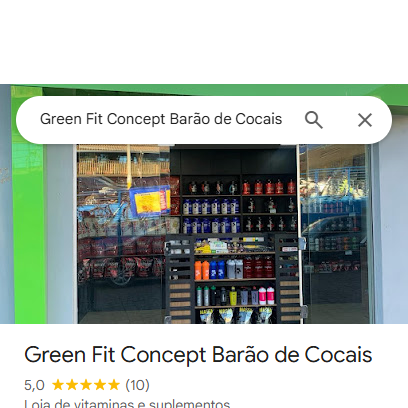 Green Fit Concept Barão de Cocais
Green Fit Concept Barão de Cocais
5,0 ★★★★★ (10)
Loja de vitaminas e suplementos